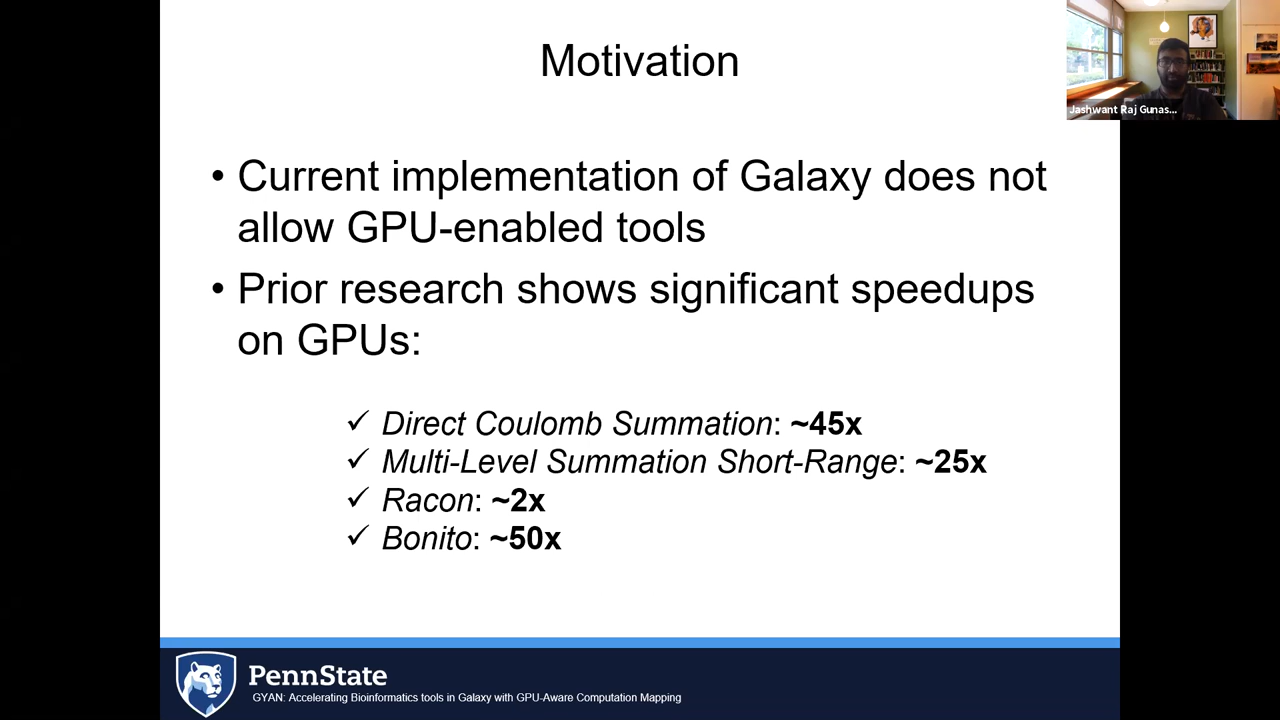 Motivation
Jashwant Raj Gunas...
• Current implementation of Galaxy does not
allow GPU-enabled tools
• Prior research shows significant speedups
on GPUs:
✓ Direct Coulomb Summation: ~45x
✓ Multi-Level Summation Short-Range: ~25x
✓ Racon: ~2x
✓ Bonito: ~50x
PennState
GYAN: Accelerating Bioinformatics tools in Galaxy with GPU-Aware Computation Mapping